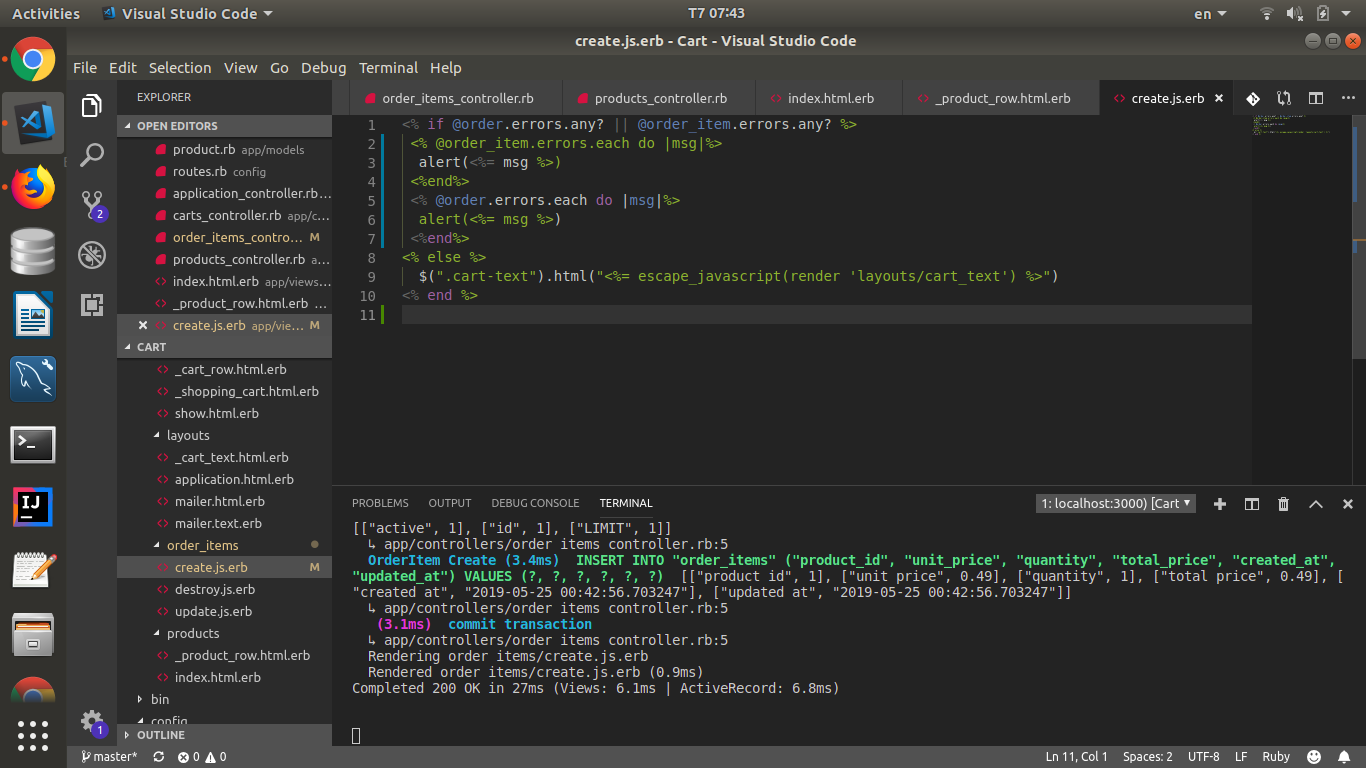 Activities Visual Studio Code T7 07:43 en
create.js.erb - Cart - Visual Studio Code
File Edit Selection View Go Debug Terminal Help
EXPLORER
OPEN EDITORS
product.rb app/models
routes.rb config
application_controller.rb...
carts_controller.rb app/c...
order_items_contro... M
products_controller.rb a...
index.html.erb app/views...
_product_row.html.erb ...
create.js.erb app/vie... M
CART
_cart_row.html.erb
_shopping_cart.html.erb
show.html.erb
layouts
_cart_text.html.erb
application.html.erb
mailer.html.erb
mailer.text.erb
order_items
create.js.erb M
destroy.js.erb
update.js.erb
products
_product_row.html.erb
index.html.erb
bin
config
OUTLINE
2
1
order_items_controller.rb products_controller.rb index.html.erb _product_row.html.erb create.js.erb
1 <% if @order.errors.any? || @order_item.errors.any? %>
2 <% @order_item.errors.each do |msg|%>
3 alert(<%= msg %>)
4 <%end%>
5 <% @order.errors.each do |msg|%>
6 alert(<%= msg %>)
7 <%end%>
8 <% else %>
9 $(".cart-text").html("<%= escape_javascript(render 'layouts/cart_text') %>")
10 <% end %>
11
PROBLEMS OUTPUT DEBUG CONSOLE TERMINAL 1: localhost:3000) [Cart
[["active", 1], ["id", 1], ["LIMIT", 1]]
↳ app/controllers/order items controller.rb:5
OrderItem Create (3.4ms) INSERT INTO "order_items" ("product_id", "unit_price", "quantity", "total_price", "created_at",
"updated_at") VALUES (?, ?, ?, ?, ?, ?) [["product id", 1], ["unit price", 0.49], ["quantity", 1], ["total price", 0.49], [
"created at", "2019-05-25 00:42:56.703247"], ["updated at", "2019-05-25 00:42:56.703247"]]
↳ app/controllers/order items controller.rb:5
(3.1ms) commit transaction
↳ app/controllers/order items controller.rb:5
Rendering order items/create.js.erb
Rendered order items/create.js.erb (0.9ms)
Completed 200 OK in 27ms (Views: 6.1ms | ActiveRecord: 6.8ms)
master* 0 0 Ln 11, Col 1 Spaces: 2 UTF-8 LF Ruby